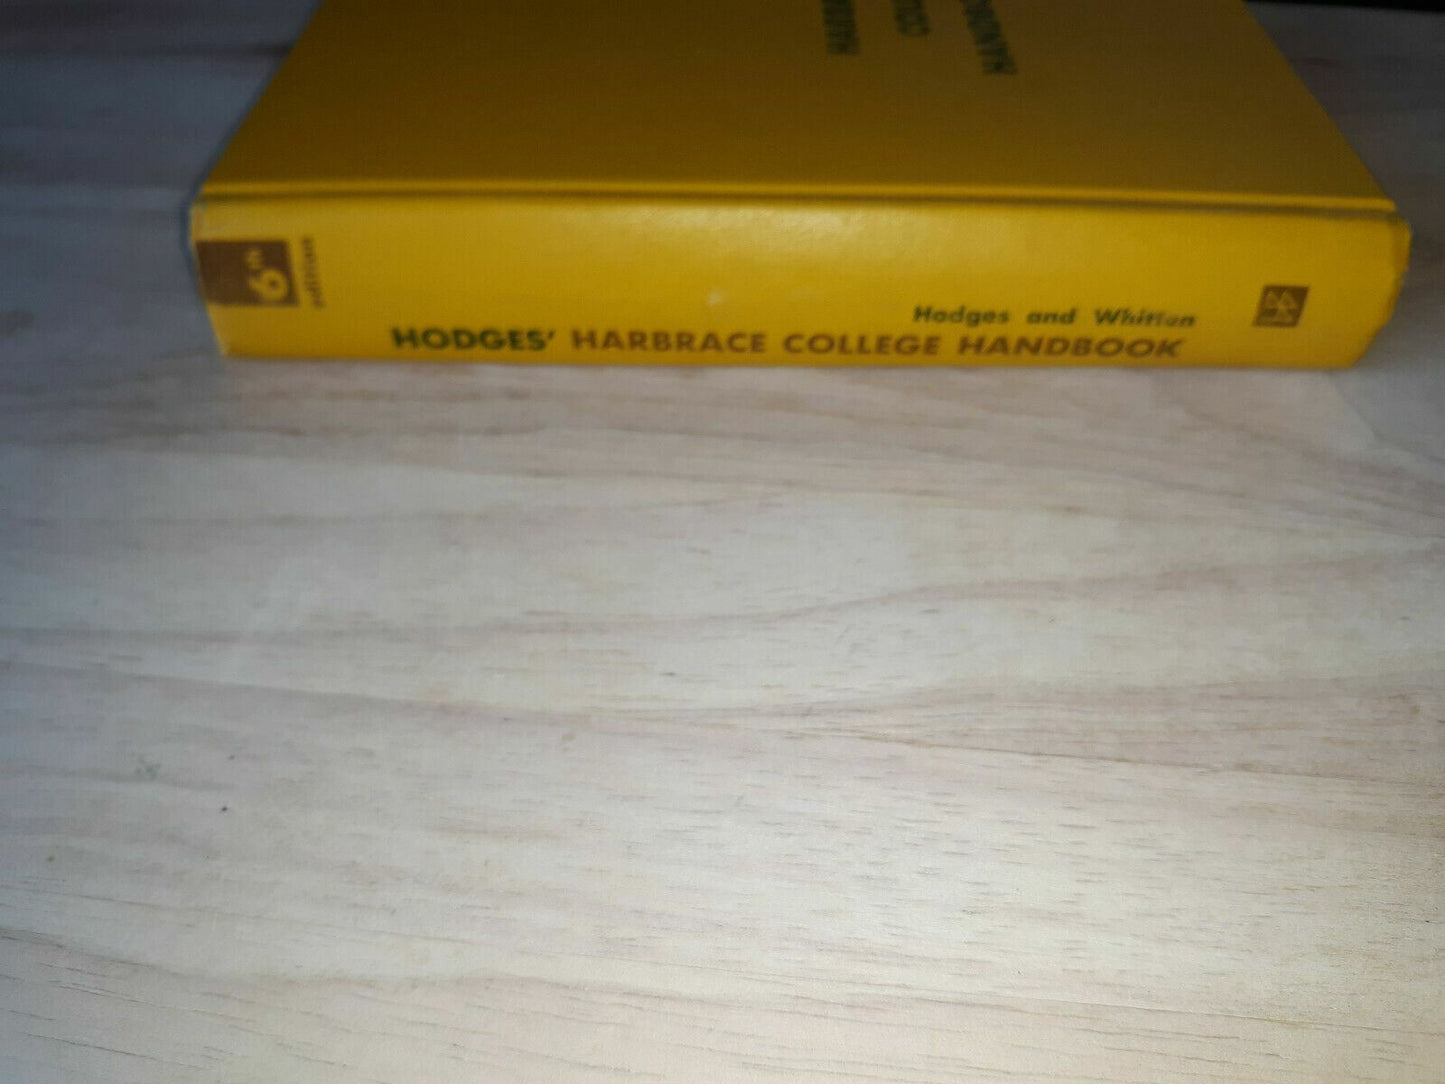 6th
edition
Hodges and Whitten
HODGES' HARBRACE COLLEGE HANDBOOK